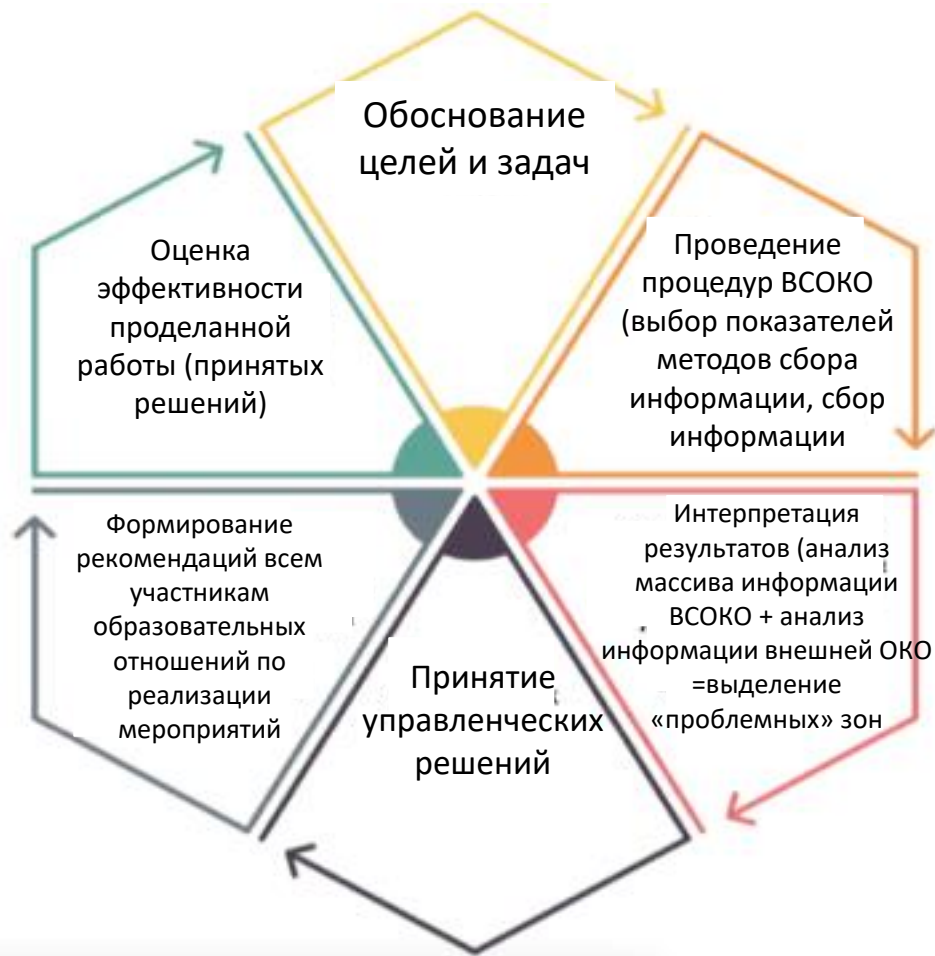 Обоснование
целей и задач
Проведение
процедур ВСОКО
(выбор показателей
методов сбора
информации, сбор
информации
Интерпретация
результатов (анализ
массива информации
ВСОКО + анализ
информации внешней ОКО
=выделение
«проблемных» зон
Принятие
управленческих
решений
Формирование
рекомендаций всем
участникам
образовательных
отношений по
реализации
мероприятий
Оценка
эффективности
проделанной
работы (принятых
решений)